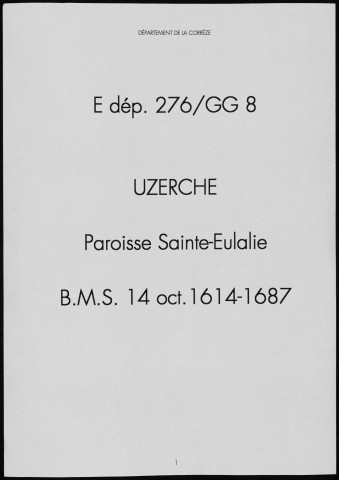 DÉPARTEMENT DE LA CORRÈZE
E dép. 276/GG 8
UZERCHE
Paroisse Sainte-Eulalie
B.M.S. 14 oct.1614-1687
1